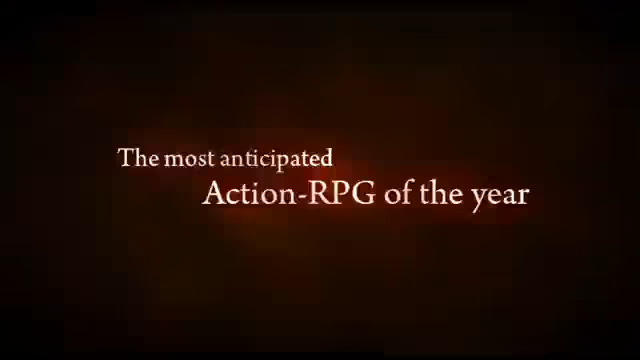 The most anticipated
Action-RPG of the year